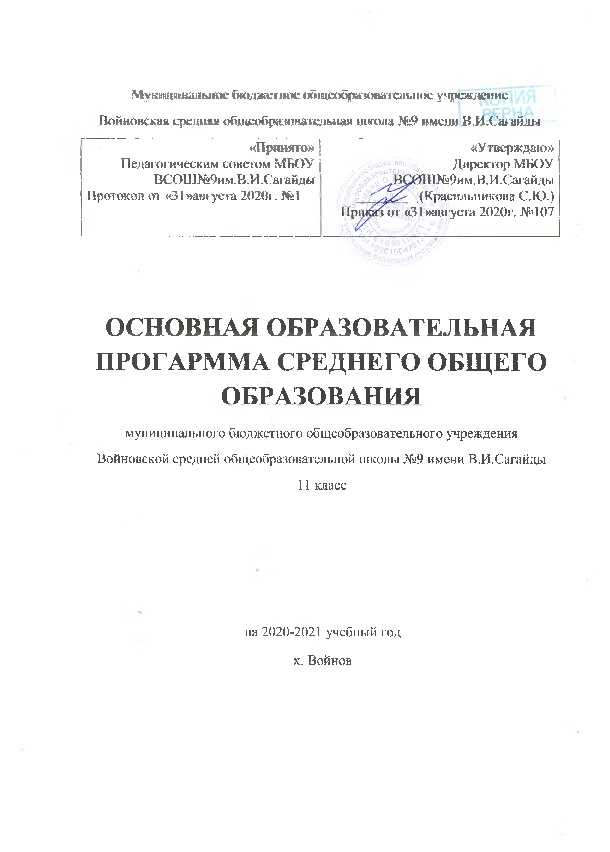 Муниципальное бюджетное общеобразовательное учреждение
КОПИЯ
ВЕРНА
Войновская средняя общеобразовательная школа №9 имени В.И.Сагайды
«Принято»
Педагогическим советом МБОУ
ВСОШ№9им.В.И.Сагайды
Протокол от «31»августа 2020г. №1
«Утверждаю»
Директор МБОУ
ВСОШ№9им.В.И.Сагайды
(Красильникова С.Ю.)
Приказ от «31»августа 2020г. №107
ОСНОВНАЯ ОБРАЗОВАТЕЛЬНАЯ
ПРОГАРММА СРЕДНЕГО ОБЩЕГО
ОБРАЗОВАНИЯ
муниципального бюджетного общеобразовательного учреждения
Войновской средней общеобразовательной школы №9 имени В.И.Сагайды
11 класс
на 2020-2021 учебный год
х. Войнов